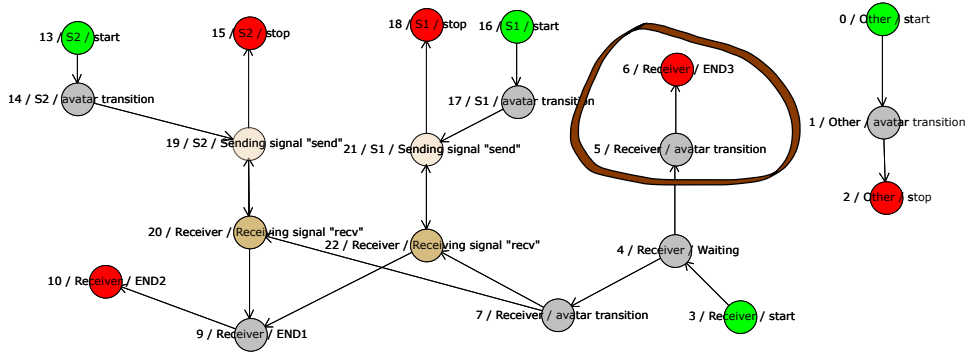 0 / Other / start
18 / S1 / stop
16 / S1 / start
15 / S2 / stop
13 / S2 / start
6 / Receiver / END3
14 / S2 / avatar transition
17 / S1 / avatar transition
1 / Other / avatar transition
19 / S2 / Sending signal "send"
21 / S1 / Sending signal "send"
5 / Receiver / avatar transition
2 / Other / stop
20 / Receiver / Receiving signal "recv"
22 / Receiver / Receiving signal "recv"
4 / Receiver / Waiting
10 / Receiver / END2
7 / Receiver / avatar transition
3 / Receiver / start
9 / Receiver / END1